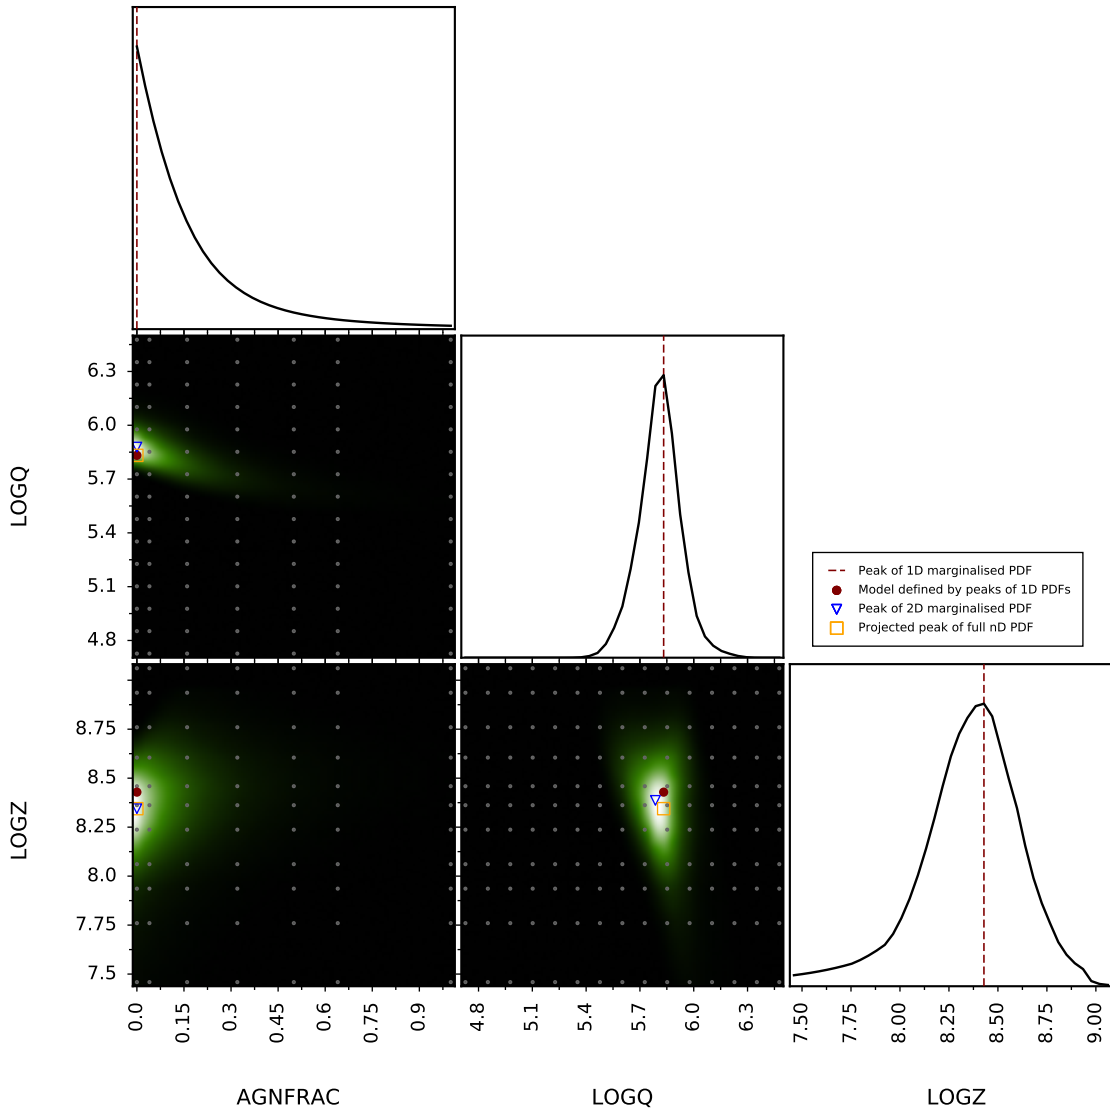 6.3
6.0
5.7
5.4
5.1
4.8
LOGQ
Peak of 1D marginalised PDF
Model defined by peaks of 1D PDFs
Peak of 2D marginalised PDF
Projected peak of full nD PDF
8.75
8.5
8.25
8.0
7.75
7.5
LOGZ
0.0 0.15 0.3 0.45 0.6 0.75 0.9
4.8 5.1 5.4 5.7 6.0 6.3
7.50 7.75 8.00 8.25 8.50 8.75 9.00
AGNFRAC
LOGQ
LOGZ